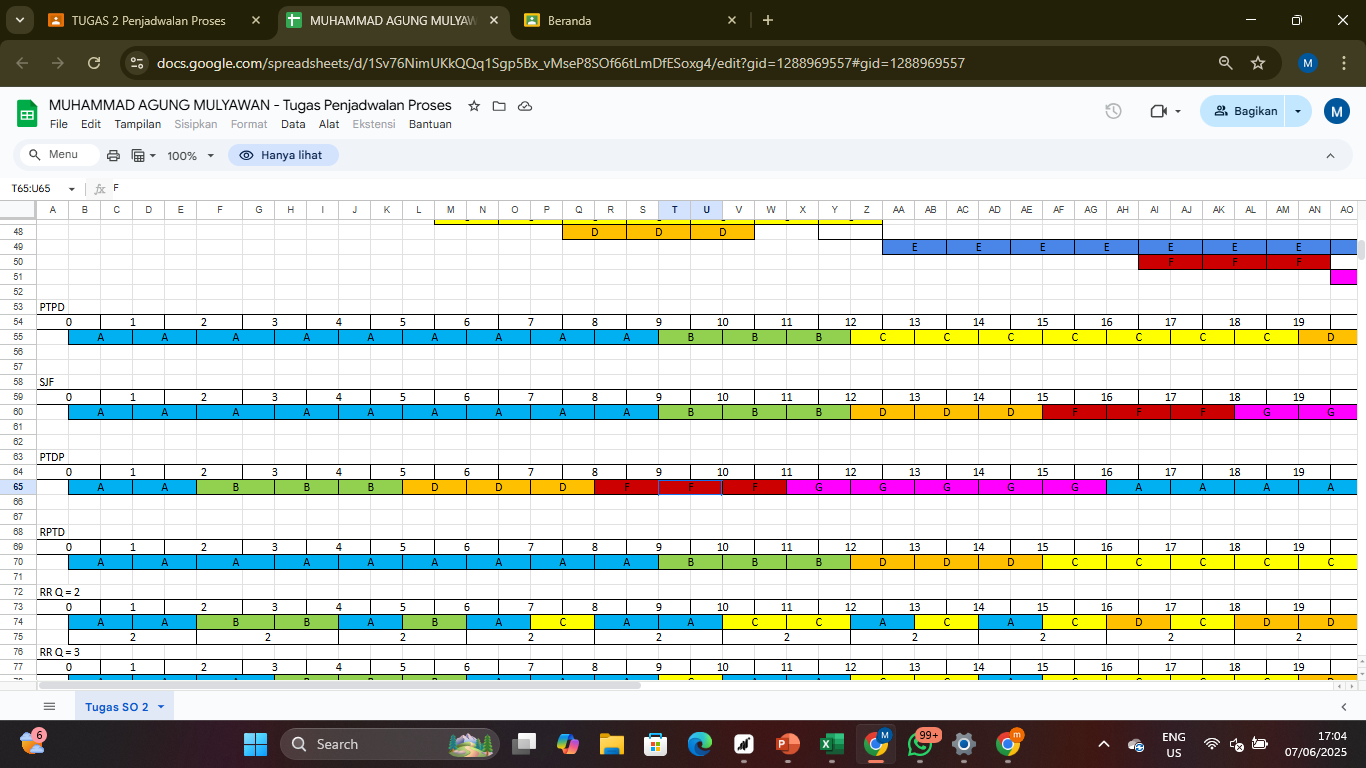 TUGAS 2 Penjadwalan Proses
MUHAMMAD AGUNG MULYAW
Beranda
docs.google.com/spreadsheets/d/1Sv76NimUKkQQq1Sgp5Bx_vMseP8SOf66tLmDfESoxg4/edit?gid=1288969557#gid=1288969557
M
MUHAMMAD AGUNG MULYAWAN - Tugas Penjadwalan Proses
File Edit Tampilan Sisipkan Format Data Alat Ekstensi Bantuan
Bagikan
M
Menu 100% Hanya lihat
T65:U65 fx F
A B C D E F G H I J K L M N O P Q R S T U V W X Y Z AA AB AC AD AE AF AG AH AI AJ AK AL AM AN AO
48 D D D
49 E E E E E E E
50 F F F
51
52
53 PTPD
54 0 1 2 3 4 5 6 7 8 9 10 11 12 13 14 15 16 17 18 19
55 A A A A A A A A A B B B C C C C C C C D
56
57
58 SJF
59 0 1 2 3 4 5 6 7 8 9 10 11 12 13 14 15 16 17 18 19
60 A A A A A A A A A B B B D D D F F F G G
61
62
63 PTDP
64 0 1 2 3 4 5 6 7 8 9 10 11 12 13 14 15 16 17 18 19
65 A A B B B D D D F F F G G G G G A A A A
66
67
68 RPTD
69 0 1 2 3 4 5 6 7 8 9 10 11 12 13 14 15 16 17 18 19
70 A A A A A A A A A B B B D D D C C C C C
71
72 RR Q = 2
73 0 1 2 3 4 5 6 7 8 9 10 11 12 13 14 15 16 17 18 19
74 A A B B A B A C A A C C A C A C D C D D
75 2 2 2 2 2 2 2 2 2 2
76 RR Q = 3
77 0 1 2 3 4 5 6 7 8 9 10 11 12 13 14 15 16 17 18 19
Tugas SO 2
6
Search
M
99+
m
ENG
US
17:04
07/06/2025